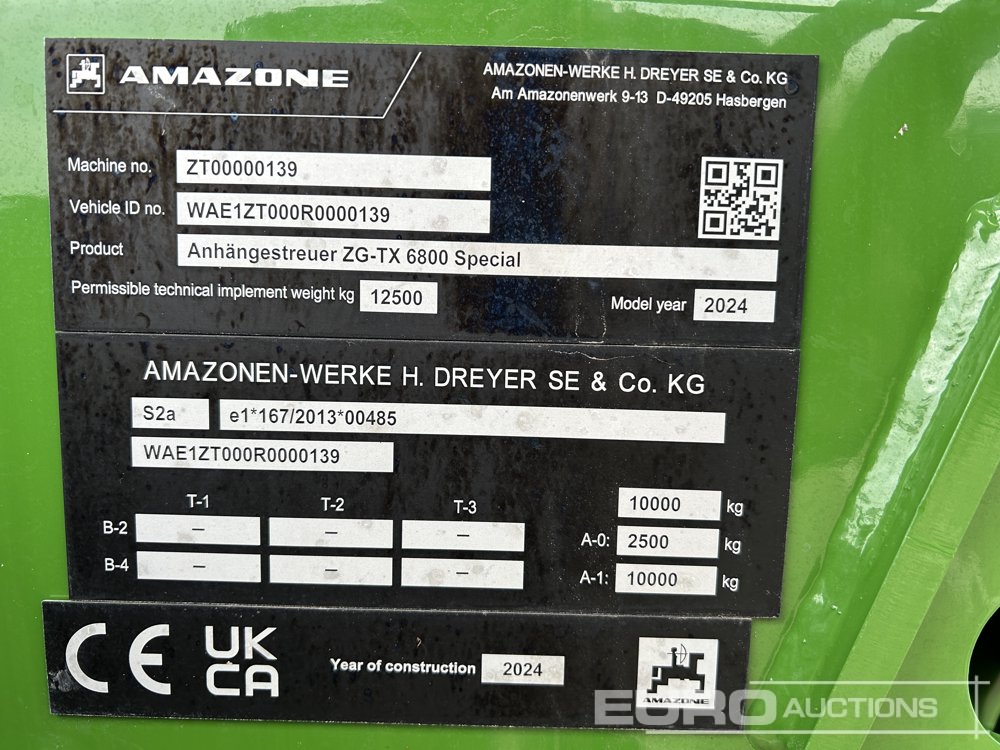 AMAZONE
AMAZONEN-WERKE H. DREYER SE & Co. KG
Am Amazonenwerk 9-13 D-49205 Hasbergen
Machine no. ZT00000139
Vehicle ID no. WAE1ZT000R0000139
Product Anhängestreuer ZG-TX 6800 Special
Permissible technical implement weight kg 12500 Model year 2024
AMAZONEN-WERKE H. DREYER SE & Co. KG
S2a e1*167/2013*00485
WAE1ZT000R0000139
T-1 T-2 T-3 10000 kg
B-2 – – – A-0: 2500 kg
B-4 – – – A-1: 10000 kg
CE UK CA Year of construction 2024 AMAZONE
EURO AUCTIONS